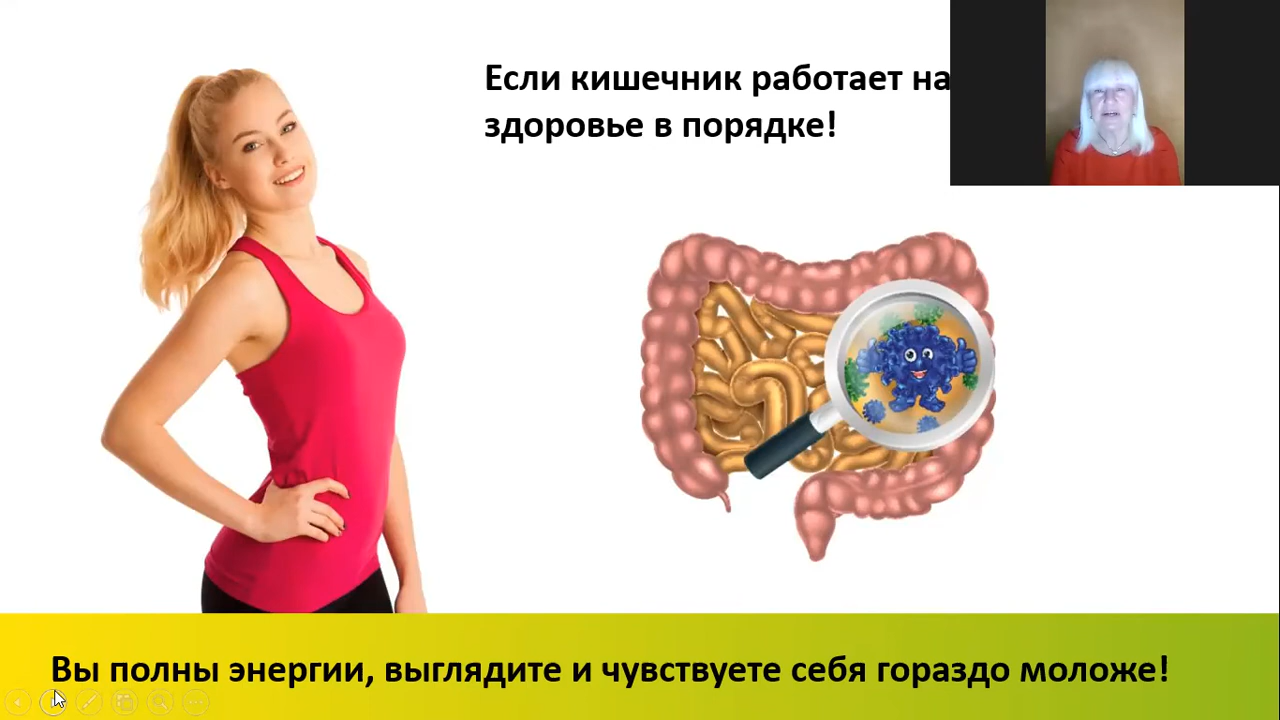 Если кишечник работает на
здоровье в порядке!
Вы полны энергии, выглядите и чувствуете себя гораздо моложе!